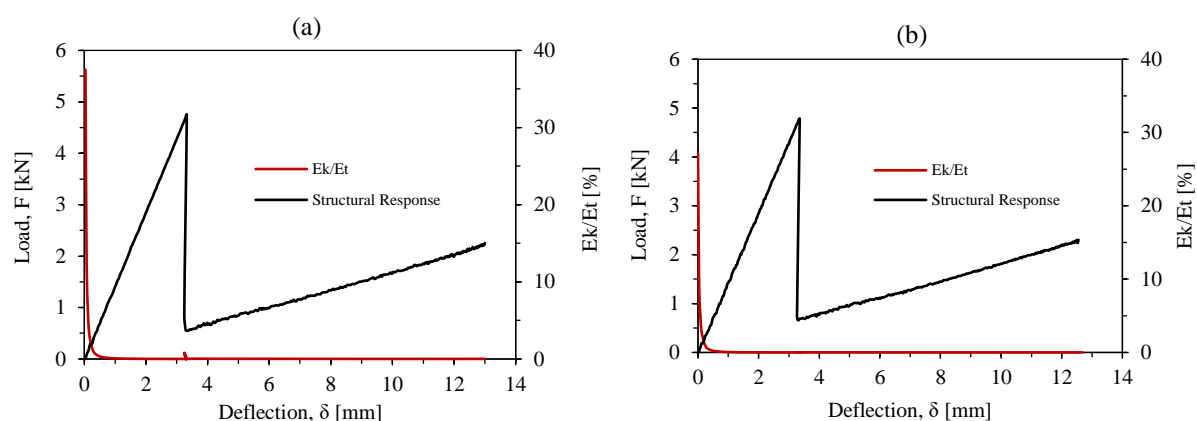 (a)
6
5
4
3
2
1
0
Load, F [kN]
40
30
20
10
0
Ek/Et [%]
Ek/Et
Structural Response
0 2 4 6 8 10 12 14
Deflection, δ [mm]
(b)
6
5
4
3
2
1
0
Load, F [kN]
40
30
20
10
0
Ek/Et [%]
Ek/Et
Structural Response
0 2 4 6 8 10 12 14
Deflection, δ [mm]